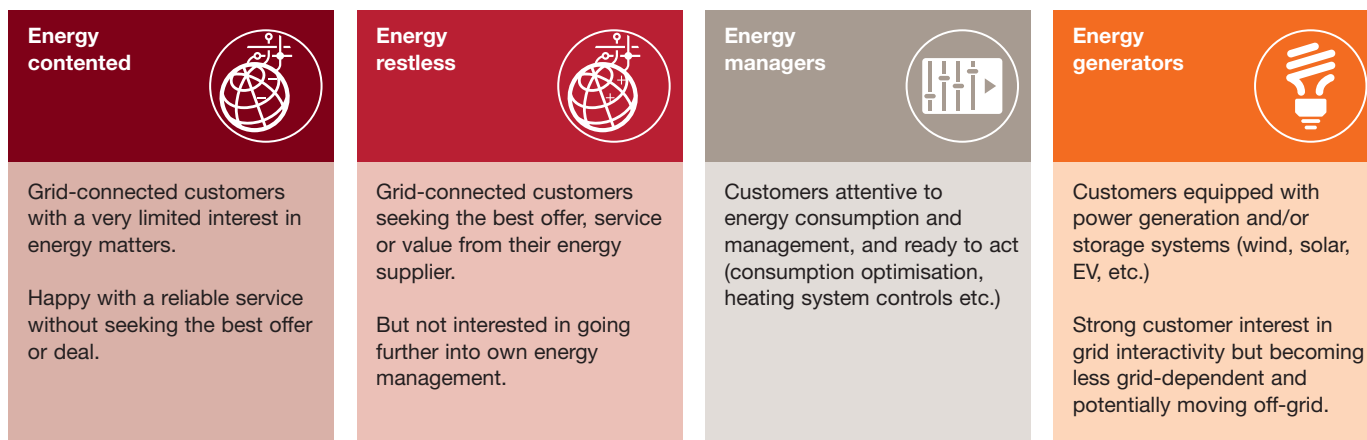 Energy
contented
Grid-connected customers
with a very limited interest in
energy matters.
Happy with a reliable service
without seeking the best offer
or deal.
Energy
restless
Grid-connected customers
seeking the best offer, service
or value from their energy
supplier.
But not interested in going
further into own energy
management.
Energy
managers
Customers attentive to
energy consumption and
management, and ready to act
(consumption optimisation,
heating system controls etc.)
Energy
generators
Customers equipped with
power generation and/or
storage systems (wind, solar,
EV, etc.)
Strong customer interest in
grid interactivity but becoming
less grid-dependent and
potentially moving off-grid.